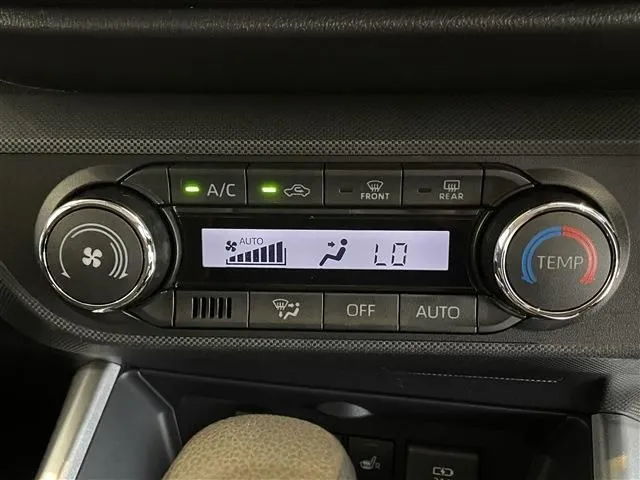 A/C
FRONT
REAR
AUTO
LO
TEMP
OFF
AUTO
R